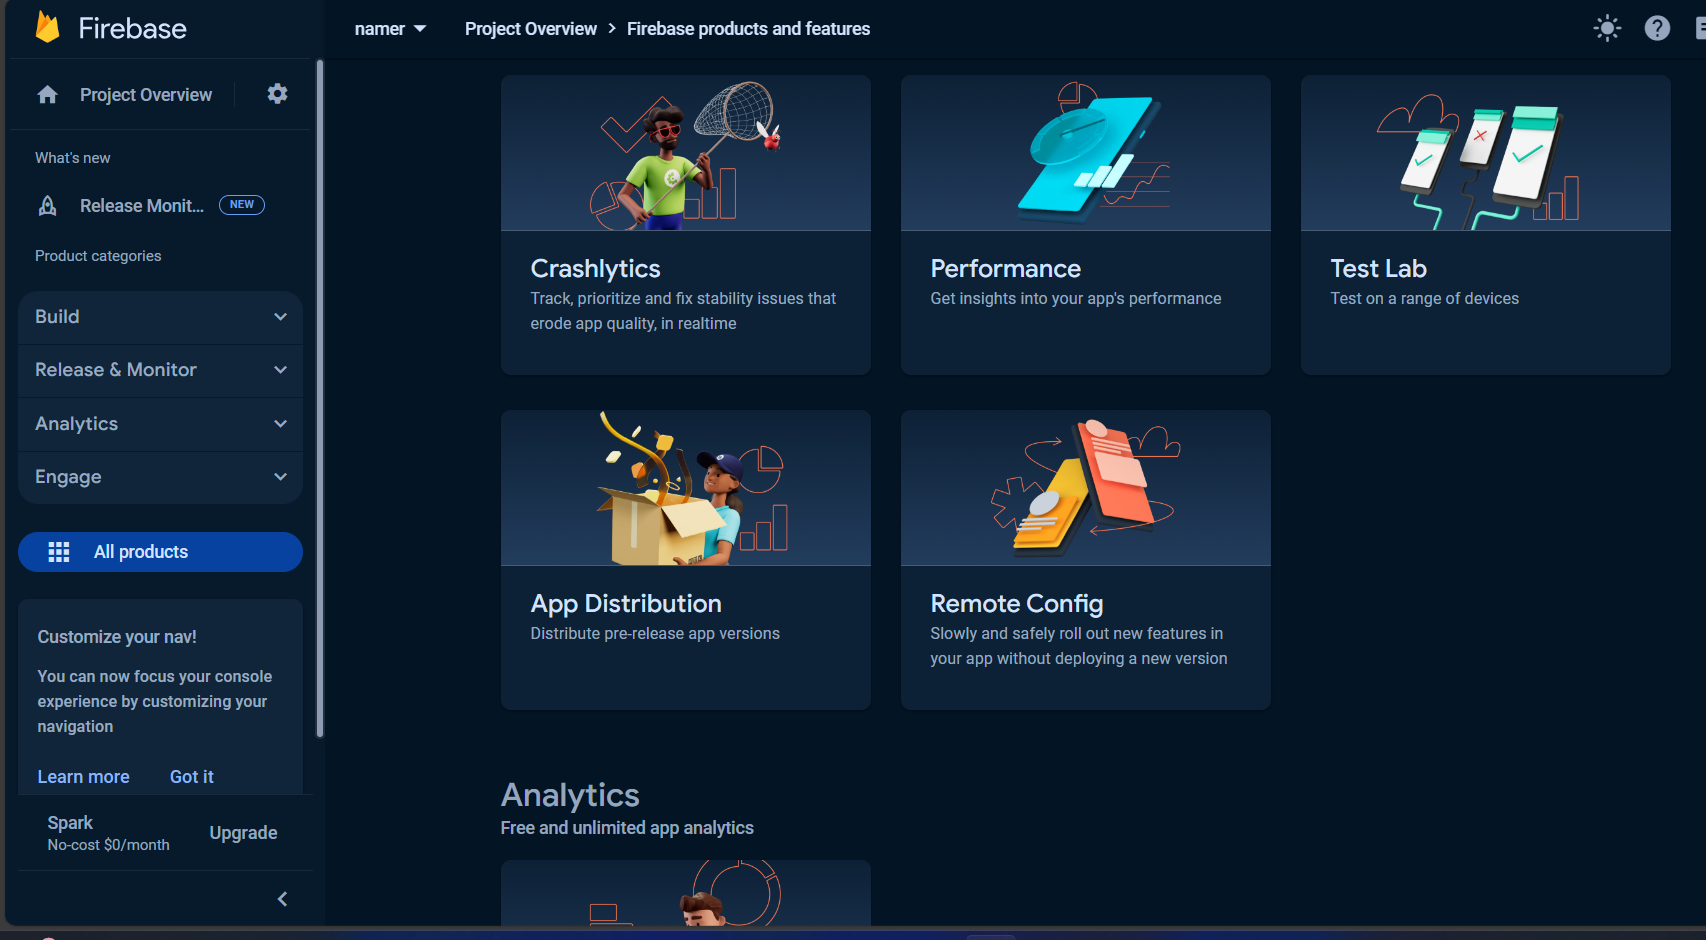 Firebase
namer
Project Overview > Firebase products and features
Project Overview
What's new
Release Monit... NEW
Product categories
Build
Release & Monitor
Analytics
Engage
All products
Customize your nav!
You can now focus your console
experience by customizing your
navigation
Learn more Got it
Spark
No-cost $0/month
Upgrade
Crashlytics
Track, prioritize and fix stability issues that
erode app quality, in realtime
Performance
Get insights into your app's performance
Test Lab
Test on a range of devices
App Distribution
Distribute pre-release app versions
Remote Config
Slowly and safely roll out new features in
your app without deploying a new version
Analytics
Free and unlimited app analytics